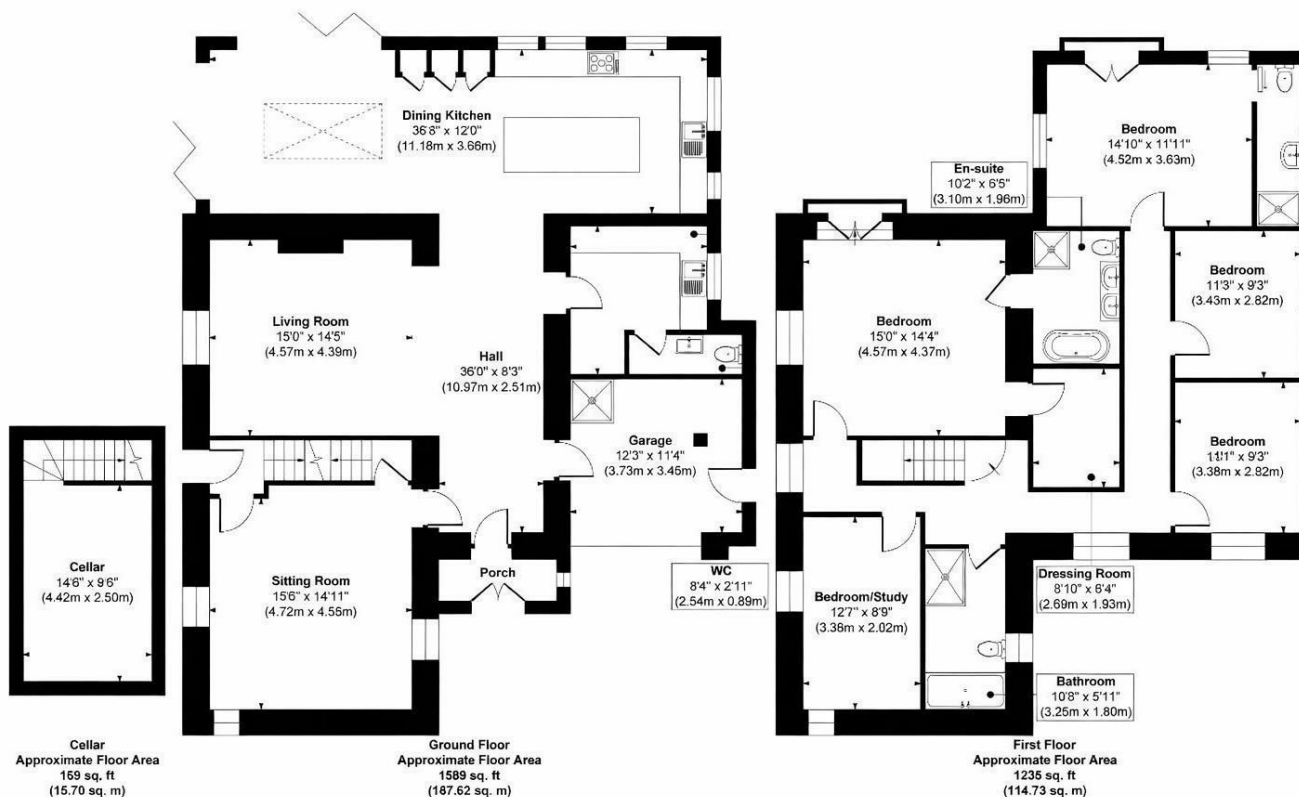 Dining Kitchen
36'8" x 12'0"
(11.18m x 3.66m)
Living Room
15'0" x 14'5"
(4.57m x 4.39m)
Hall
36'0" x 8'3"
(10.97m x 2.51m)
Garage
12'3" x 11'4"
(3.73m x 3.45m)
Cellar
14'6" x 9'6"
(4.42m x 2.50m)
Sitting Room
15'6" x 14'11"
(4.72m x 4.55m)
Porch
WC
8'4" x 2'11"
(2.54m x 0.89m)
Bedroom
14'10" x 11'11"
(4.52m x 3.63m)
En-suite
10'2" x 6'5"
(3.10m x 1.96m)
Bedroom
15'0" x 14'4"
(4.57m x 4.37m)
Bedroom
11'3" x 9'3"
(3.43m x 2.82m)
Bedroom
11'1" x 9'3"
(3.38m x 2.82m)
Dressing Room
8'10" x 6'4"
(2.69m x 1.93m)
Bedroom/Study
12'7" x 8'9"
(3.38m x 2.02m)
Bathroom
10'8" x 5'11"
(3.25m x 1.80m)
Cellar
Approximate Floor Area
169 sq. ft
(15.70 sq. m)
Ground Floor
Approximate Floor Area
1589 sq. ft
(187.62 sq. m)
First Floor
Approximate Floor Area
1235 sq. ft
(114.73 sq. m)